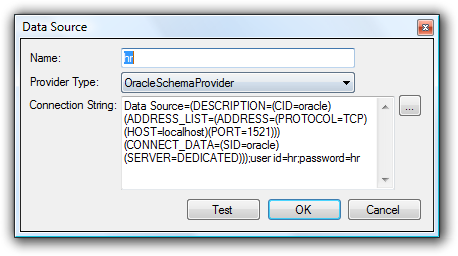 Data Source
Name:
hr
Provider Type:
OracleSchemaProvider
Connection String:
Data Source=(DESCRIPTION=(CID=oracle)
(ADDRESS_LIST=(ADDRESS=(PROTOCOL=TCP)
(HOST=localhost)(PORT=1521)))
(CONNECT_DATA=(SID=oracle)
(SERVER=DEDICATED)));user id=hr;password=hr
...
Test
OK
Cancel